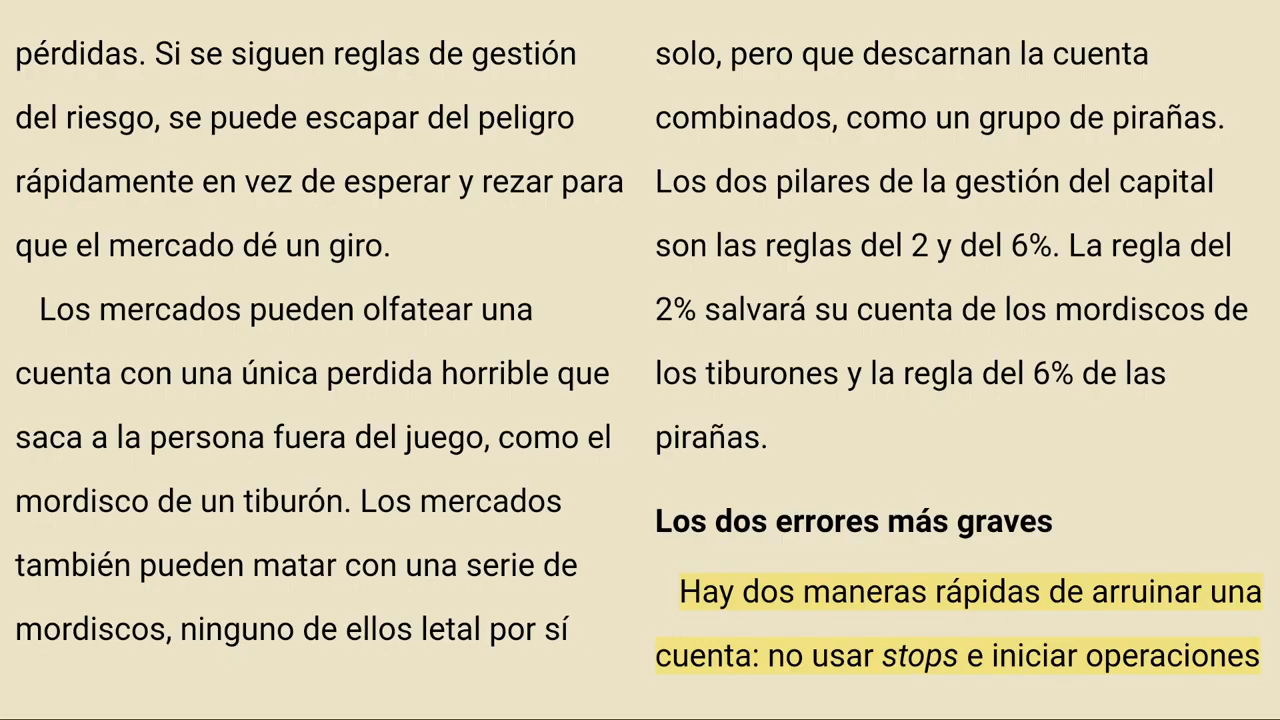 pérdidas. Si se siguen reglas de gestión
del riesgo, se puede escapar del peligro
rápidamente en vez de esperar y rezar para
que el mercado dé un giro.
Los mercados pueden olfatear una
cuenta con una única perdida horrible que
saca a la persona fuera del juego, como el
mordisco de un tiburón. Los mercados
también pueden matar con una serie de
mordiscos, ninguno de ellos letal por sí
solo, pero que descarnan la cuenta
combinados, como un grupo de pirañas.
Los dos pilares de la gestión del capital
son las reglas del 2 y del 6%. La regla del
2% salvará su cuenta de los mordiscos de
los tiburones y la regla del 6% de las
pirañas.
Los dos errores más graves
Hay dos maneras rápidas de arruinar una
cuenta: no usar stops e iniciar operaciones